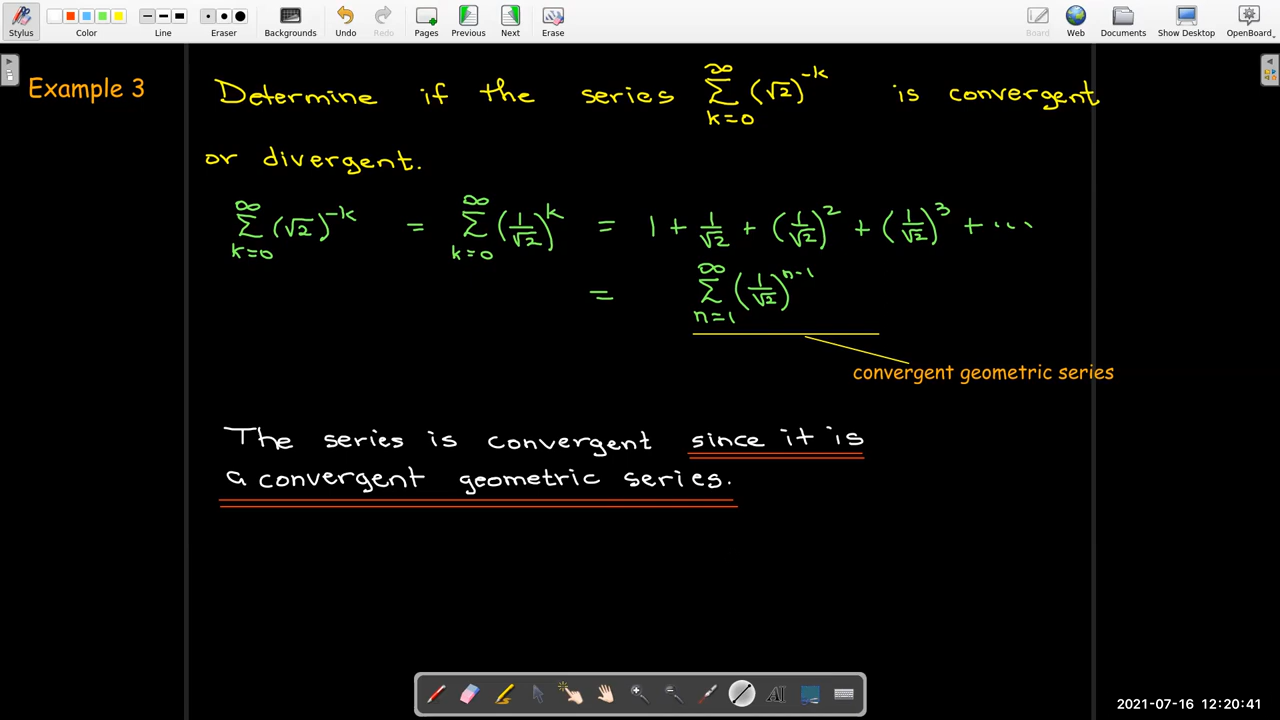 Stylus Color Line Eraser Backgrounds Undo Redo Pages Previous Next Erase Board Web Documents Show Desktop OpenBoard
Example 3
Determine if the series ∞∑k=0 (√2)^-k is convergent
or divergent.
∞∑k=0 (√2)^-k = ∞∑k=0 (1/√2)^k = 1 + 1/√2 + (1/√2)^2 + (1/√2)^3 + ...
= ∞∑n=1 (1/√2)^n-1
convergent geometric series
The series is convergent since it is
a convergent geometric series.
AI
2021-07-16 12:20:41